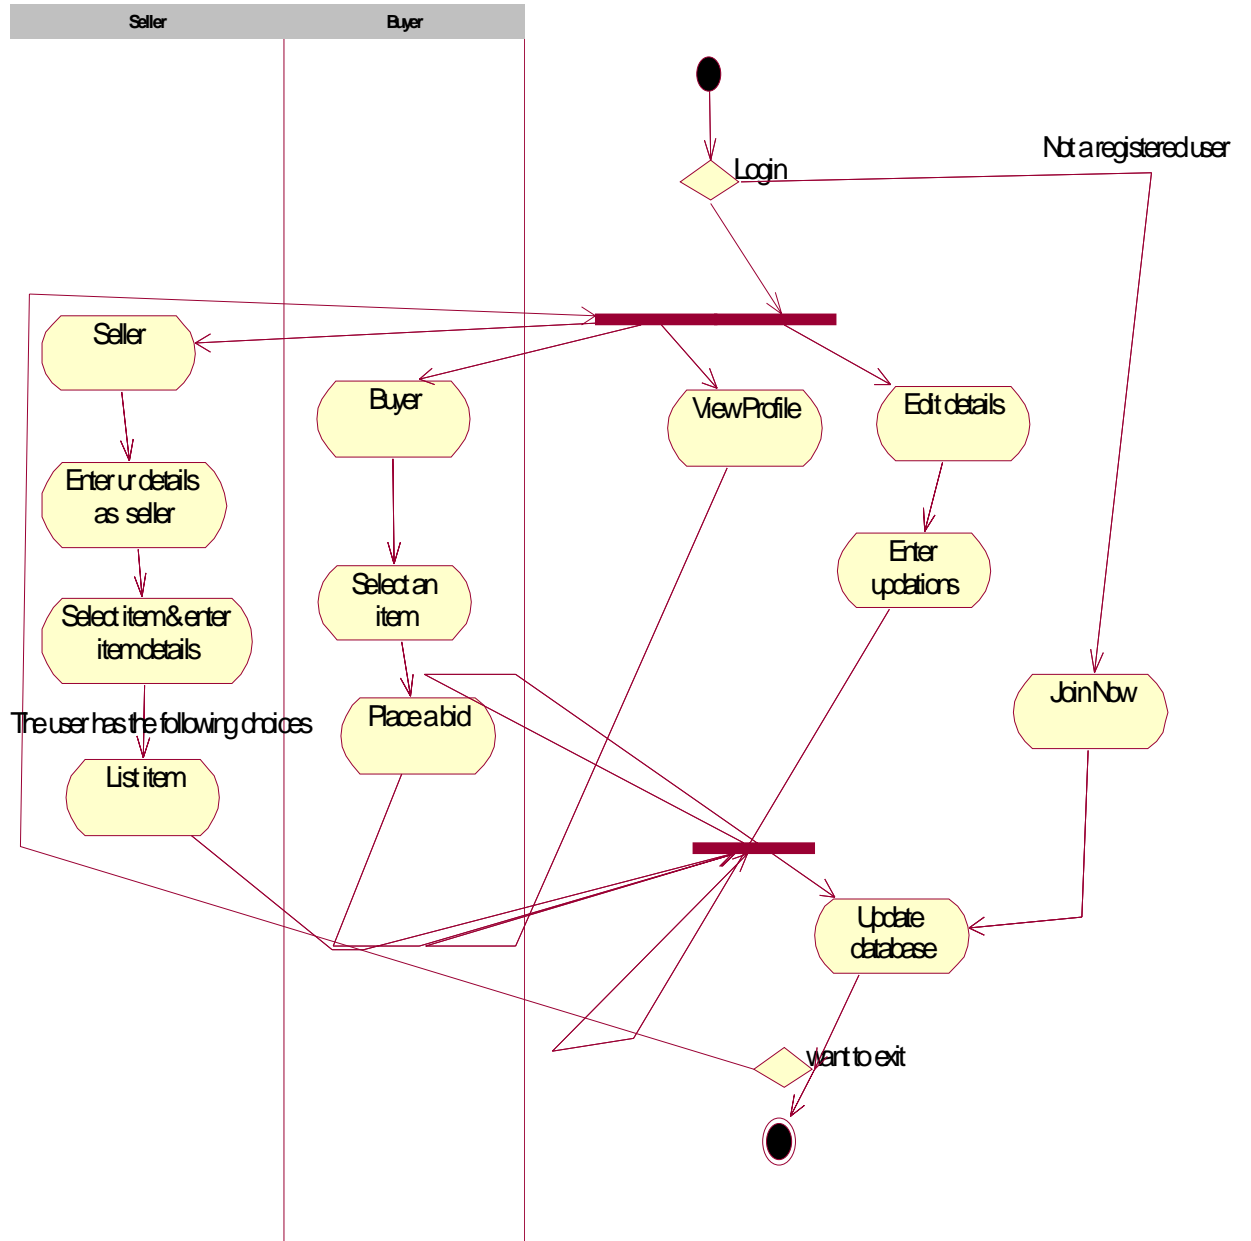 Seller
Buyer
Login
Not a registered user
Seller
Buyer
View Profile
Edit details
Enter ur details
as seller
Enter
updations
Select an
item
Select item & enter
item details
Join Now
Place a bid
The user has the following choices
List item
Update
database
want to exit